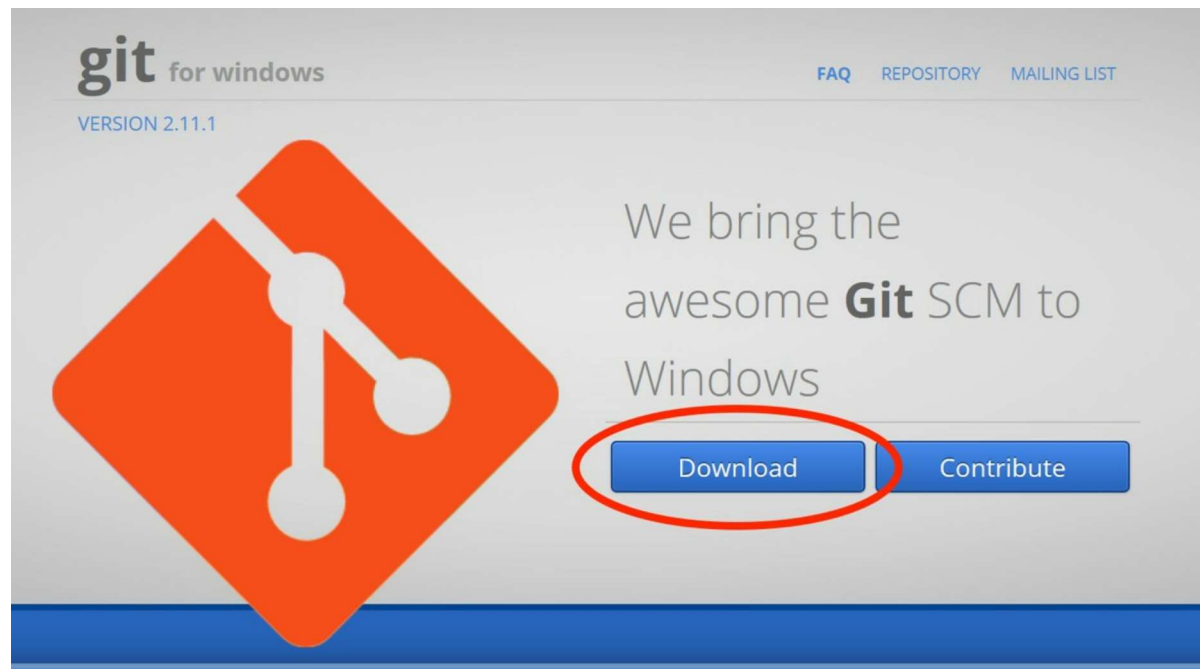 git for windows
FAQ REPOSITORY MAILING LIST
VERSION 2.11.1
We bring the
awesome Git SCM to
Windows
Download
Contribute